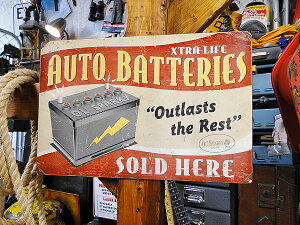 XTRA-LIFE
AUTO BATTERIES
"Outlasts
the Rest"
SOLD HERE